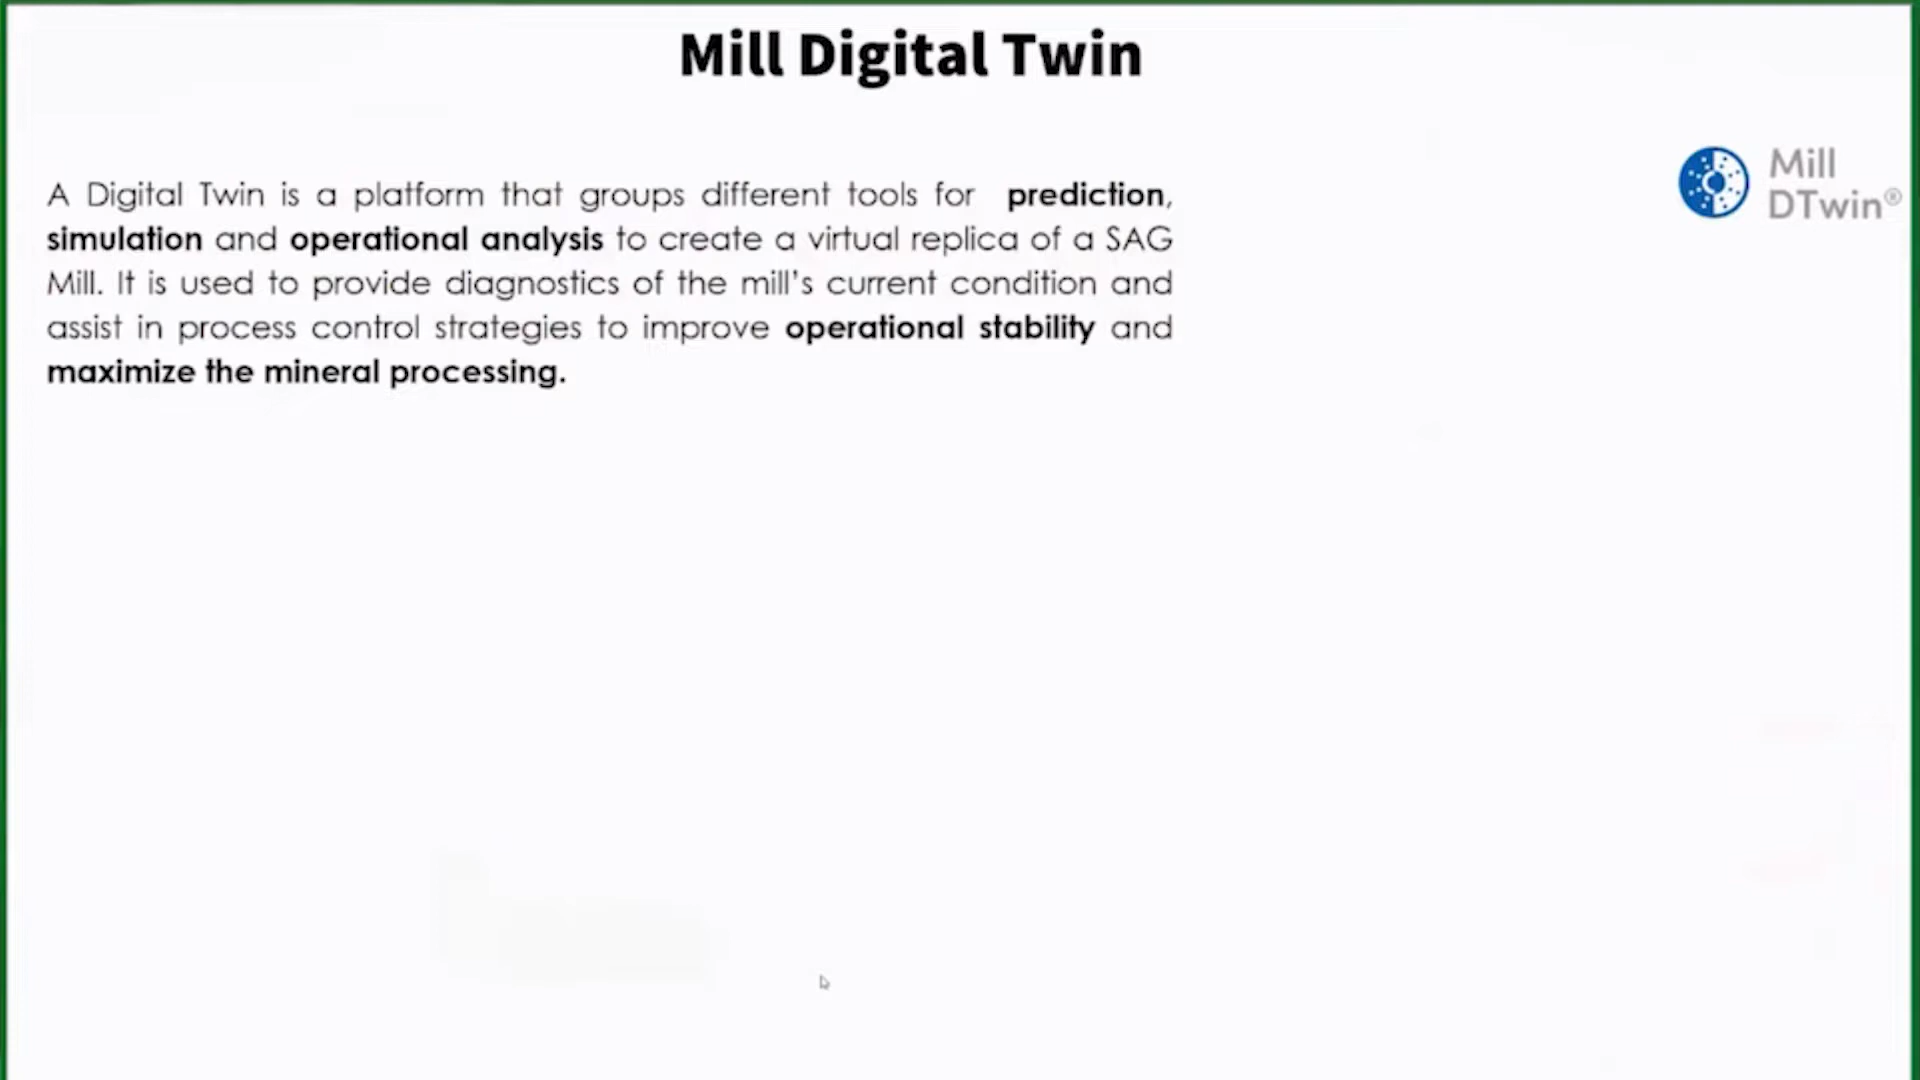 Mill Digital Twin
Mill
DTwin®
A Digital Twin is a platform that groups different tools for prediction,
simulation and operational analysis to create a virtual replica of a SAG
Mill. It is used to provide diagnostics of the mill's current condition and
assist in process control strategies to improve operational stability and
maximize the mineral processing.